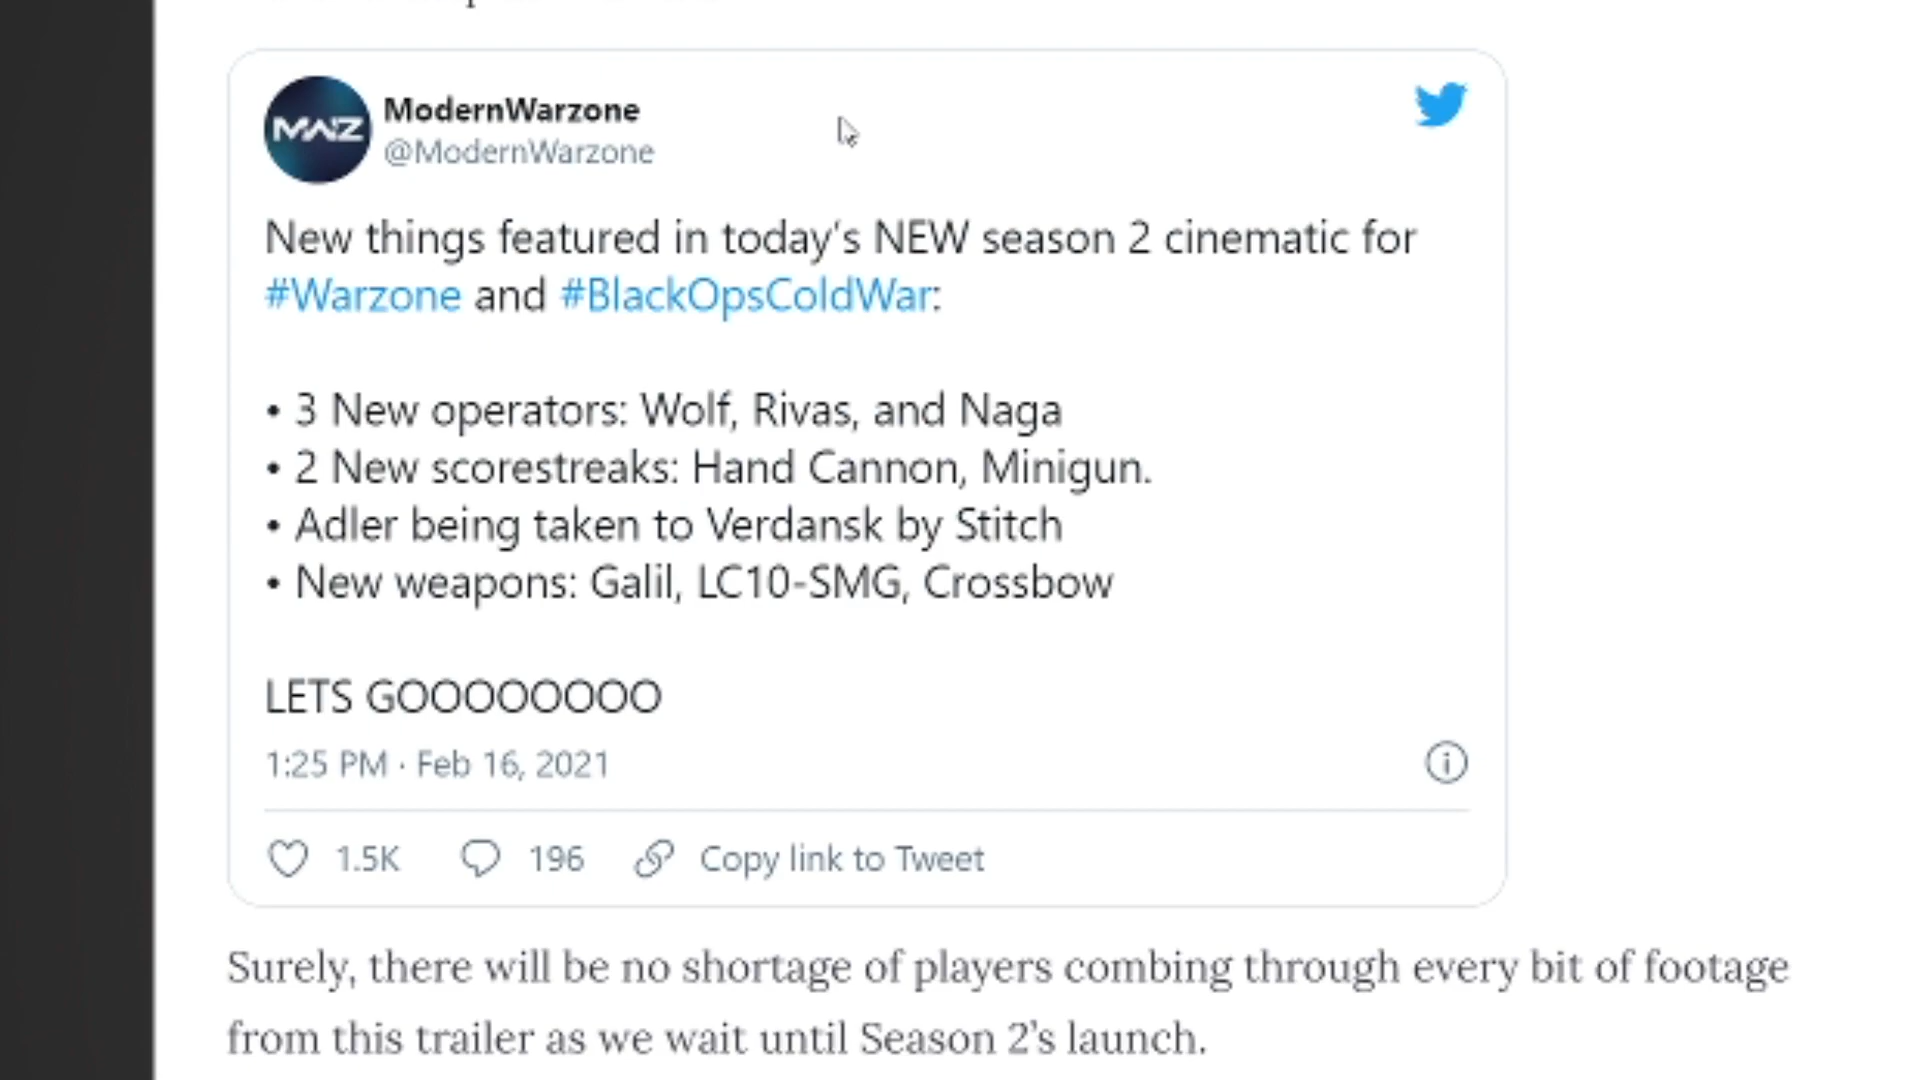 MWZ
ModernWarzone
@ModernWarzone
New things featured in today's NEW season 2 cinematic for
#Warzone and #BlackOpsColdWar:
• 3 New operators: Wolf, Rivas, and Naga
• 2 New scorestreaks: Hand Cannon, Minigun.
• Adler being taken to Verdansk by Stitch
• New weapons: Galil, LC10-SMG, Crossbow
LETS GOOOOOOOO
1:25 PM · Feb 16, 2021
1.5K 196 Copy link to Tweet
Surely, there will be no shortage of players combing through every bit of footage
from this trailer as we wait until Season 2's launch.